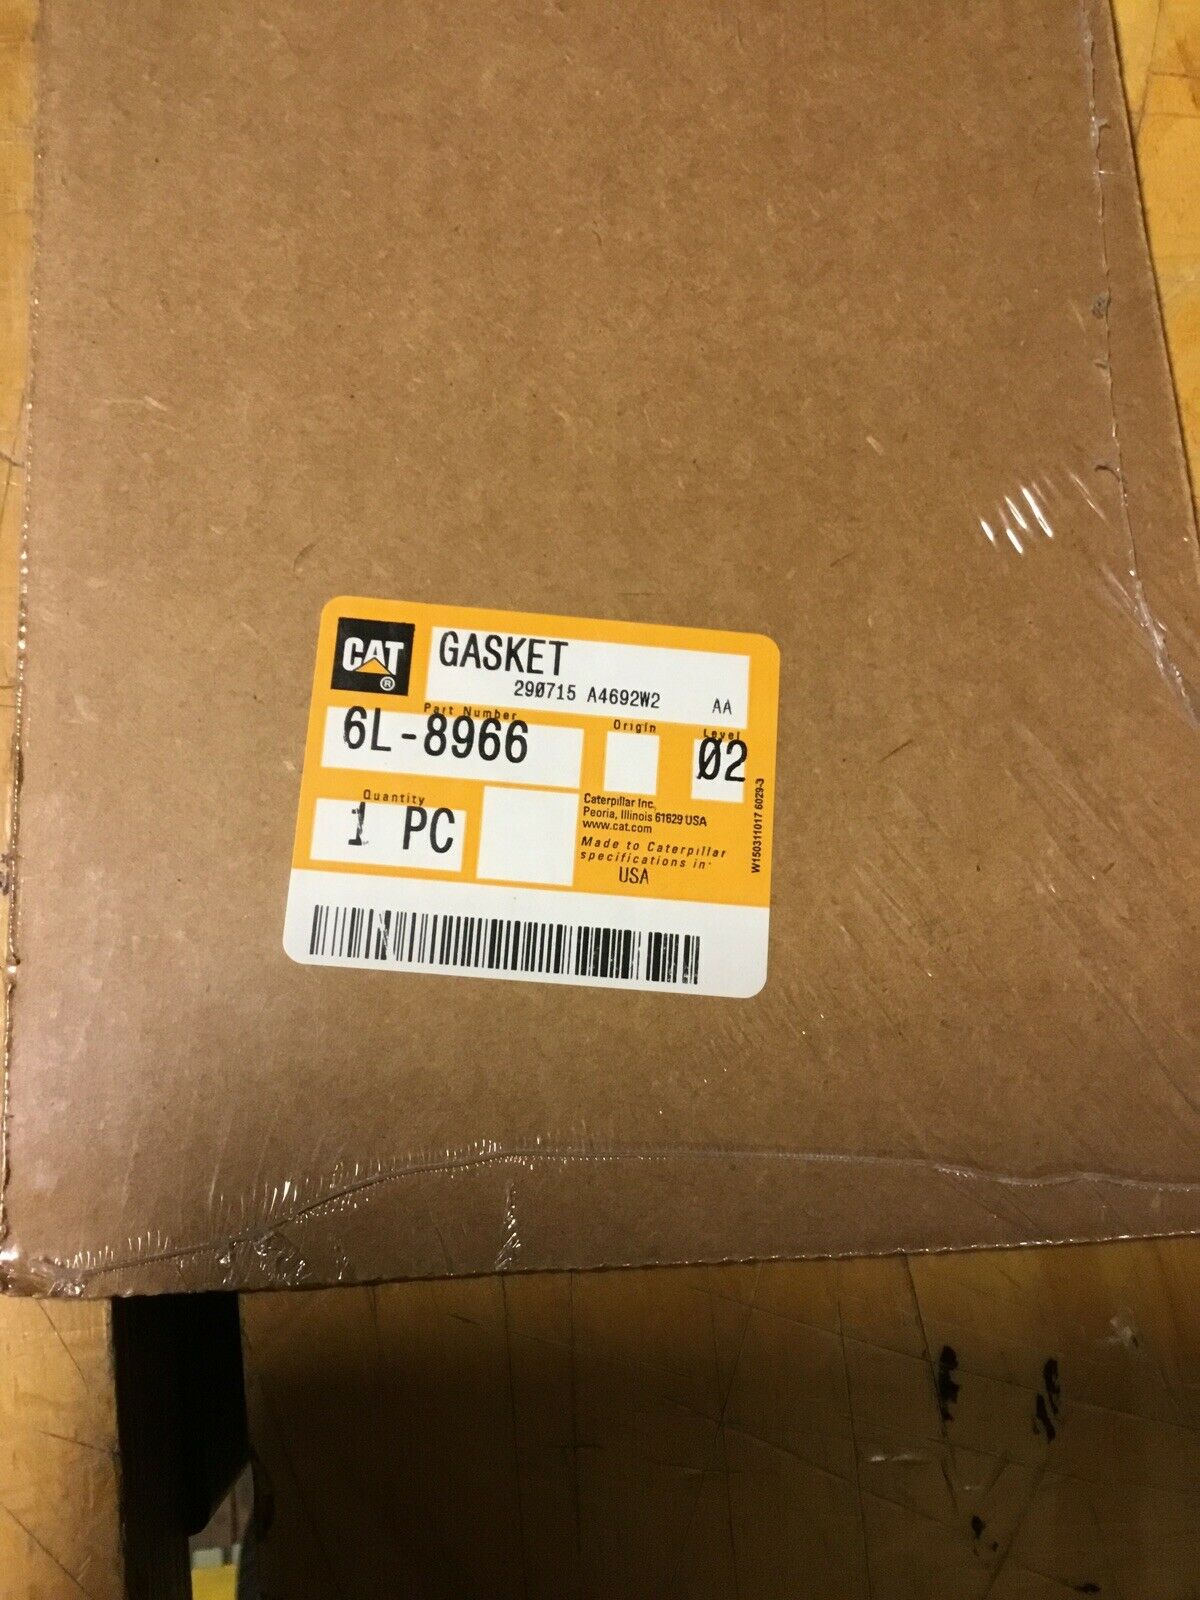 CAT®
GASKET
290715 A4692W2 AA
Part Number
6L-8966
Origin
Level
02
Quantity
1 PC
Caterpillar Inc.
Peoria, Illinois 61629 USA
www.cat.com
Made to Caterpillar
specifications in:
USA
W150311017 6029-3